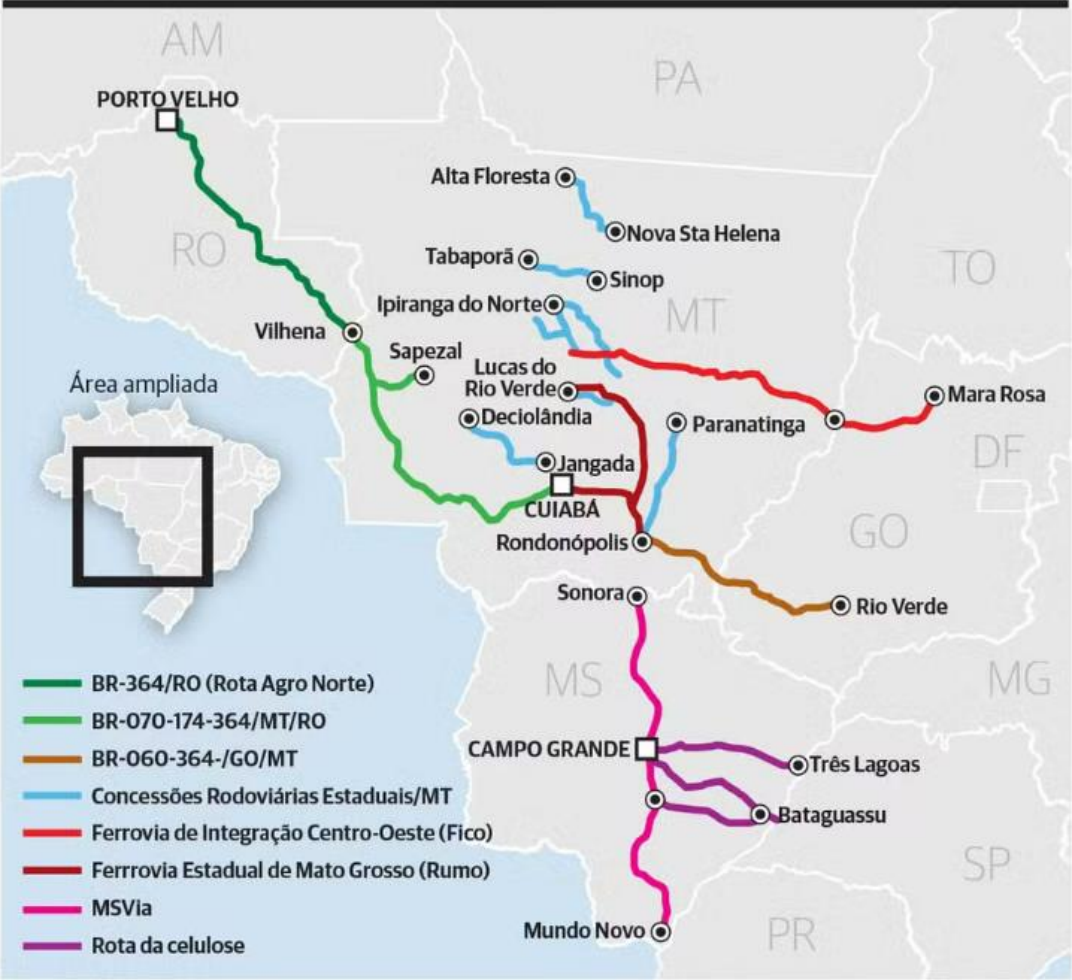 AM
PA
PORTO VELHO
Alta Floresta
Nova Sta Helena
RO
Tabaporã
Sinop
TO
Ipiranga do Norte
MT
Vilhena
Sapezal
Lucas do
Rio Verde
Mara Rosa
Área ampliada
Deciolândia
Paranatinga
DF
Jangada
CUIABÁ
GO
Rondonópolis
Sonora
Rio Verde
MS
MG
BR-364/RO (Rota Agro Norte)
BR-070-174-364/MT/RO
BR-060-364-/GO/MT
Concessões Rodoviárias Estaduais/MT
Ferrovia de Integração Centro-Oeste (Fico)
Ferrrovia Estadual de Mato Grosso (Rumo)
MSVia
Rota da celulose
CAMPO GRANDE
Três Lagoas
Bataguassu
SP
Mundo Novo
PR